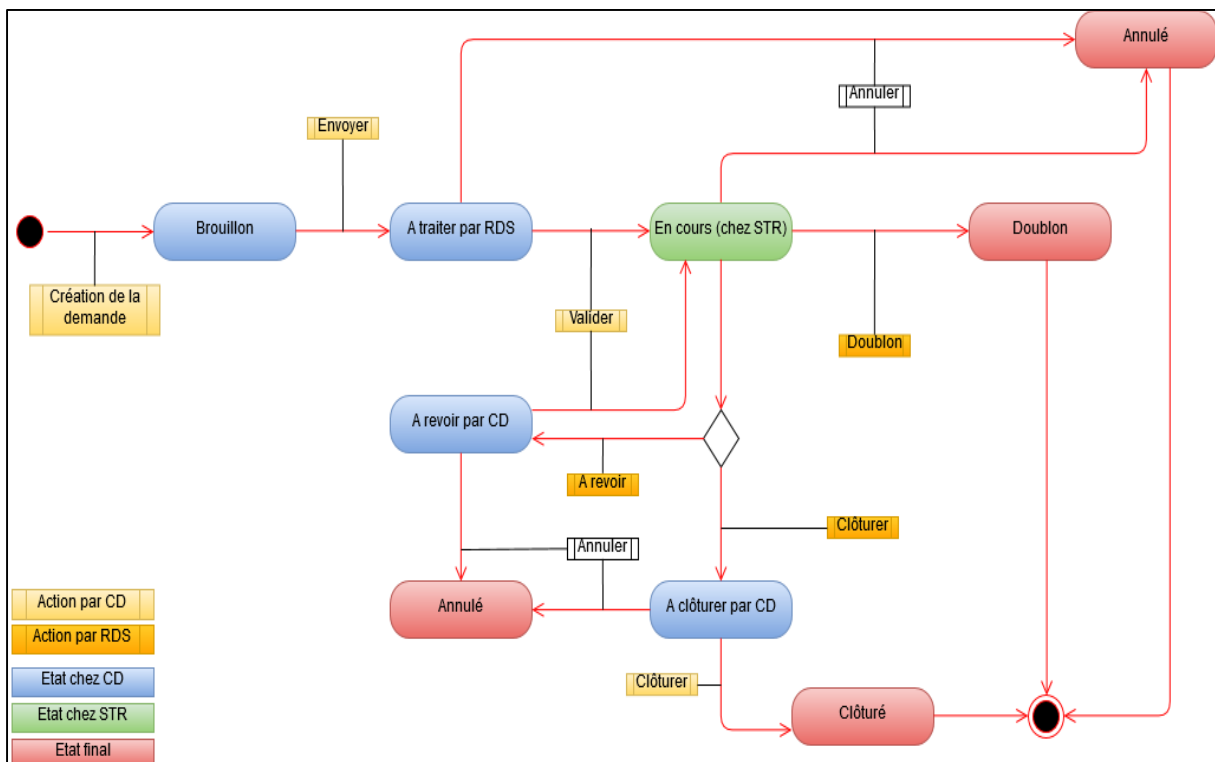 Annulé
Annuler
Envoyer
Brouillon
A traiter par RDS
En cours (chez STR)
Doublon
Création de la
demande
Valider
Doublon
A revoir par CD
A revoir
Clôturer
Annuler
Annulé
A clôturer par CD
Action par CD
Action par RDS
Etat chez CD
Etat chez STR
Etat final
Clôturer
Clôturé